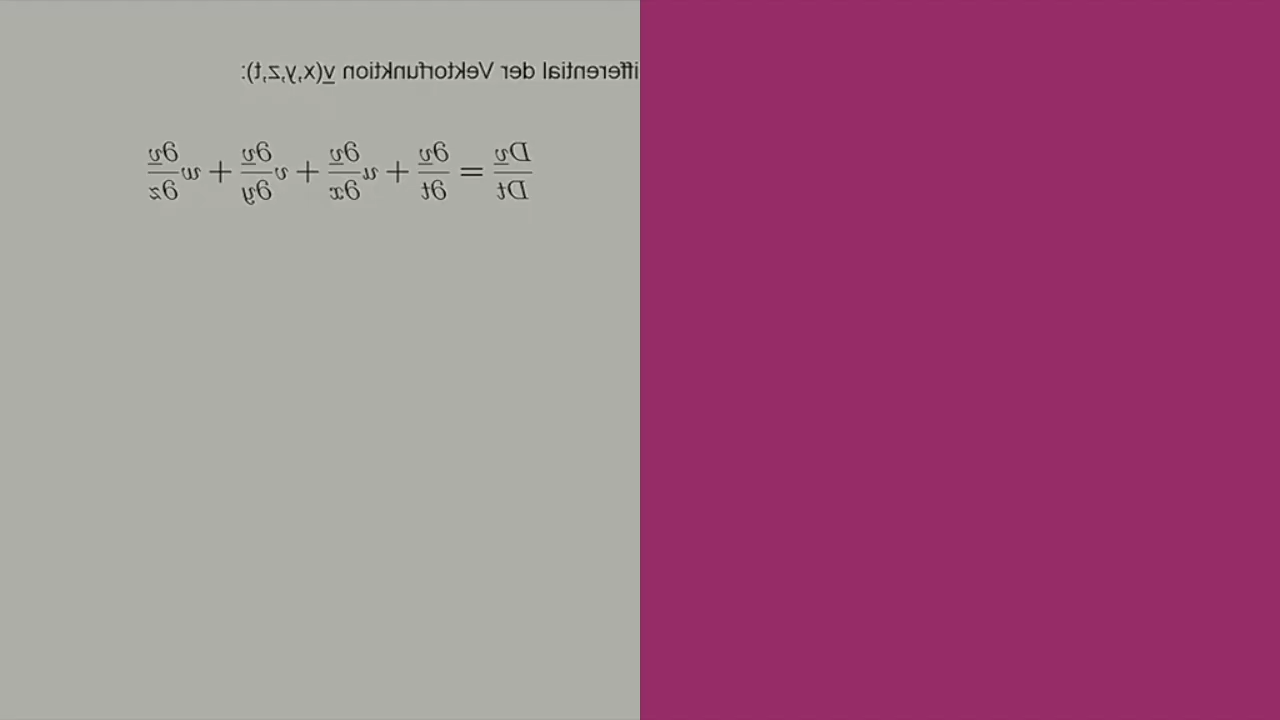 ifferential der Vektorfunktion v(x,y,z,t):
Dv/Dt = ∂v/∂t + u ∂v/∂x + v ∂v/∂y + w ∂v/∂z